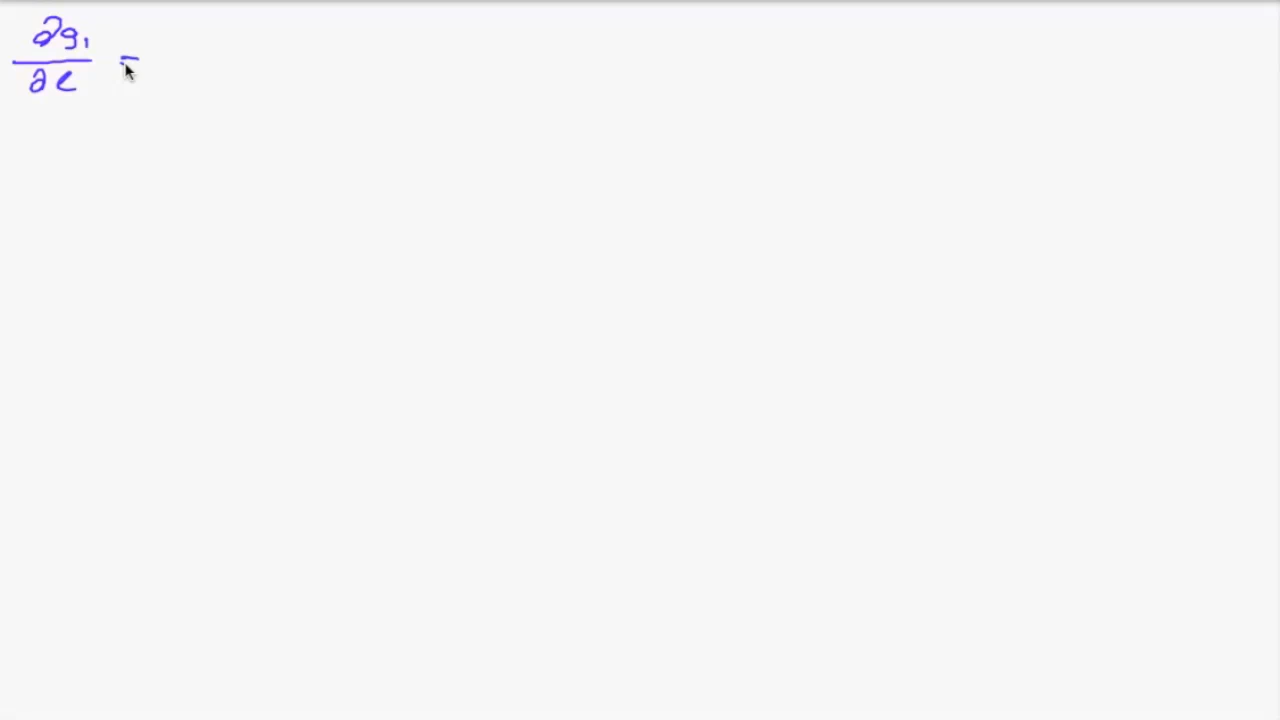 ∂g₁
∂e =